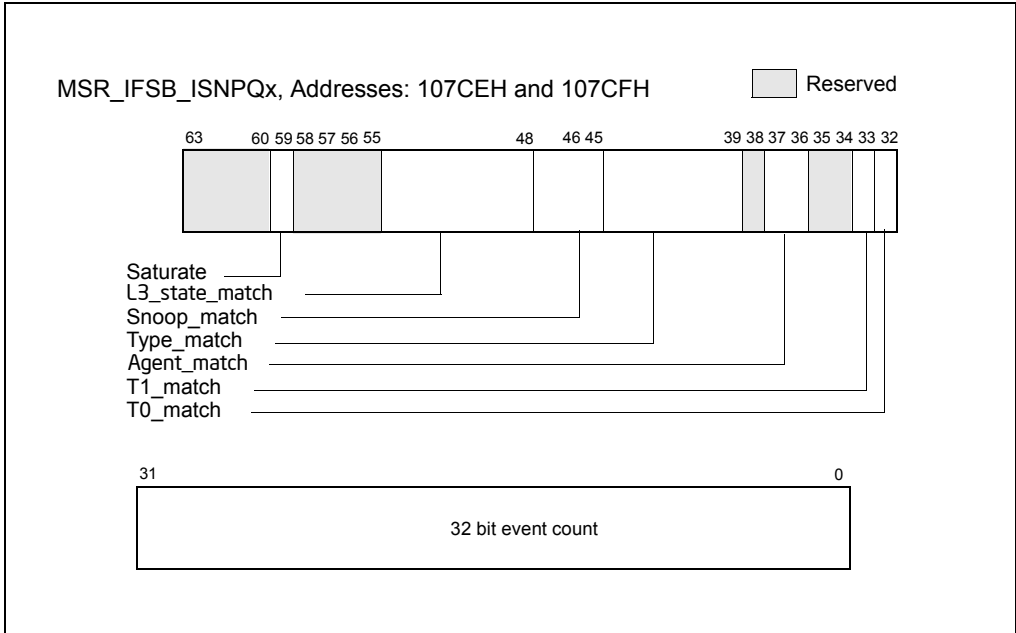 MSR_IFSB_ISNPQx, Addresses: 107CEH and 107CFH
Reserved
63 60 59 58 57 56 55 48 46 45 39 38 37 36 35 34 33 32
Saturate
L3_state_match
Snoop_match
Type_match
Agent_match
T1_match
T0_match
31 0
32 bit event count